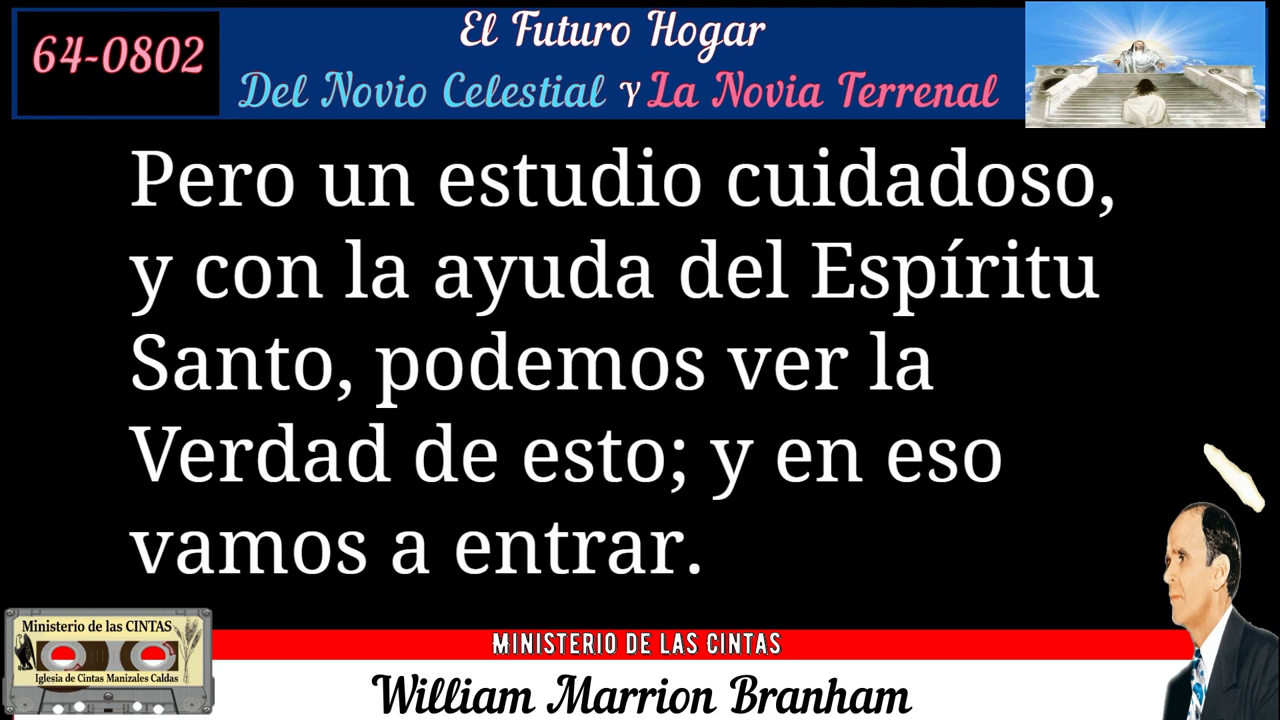 64-0802
El Futuro Hogar
Del Novio Celestial Y La Novia Terrenal
Pero un estudio cuidadoso,
y con la ayuda del Espíritu
Santo, podemos ver la
Verdad de esto; y en eso
vamos a entrar.
Ministerio de las CINTAS
Iglesia de Cintas Manizales Caldas
MINISTERIO DE LAS CINTAS
William Marrion Branham